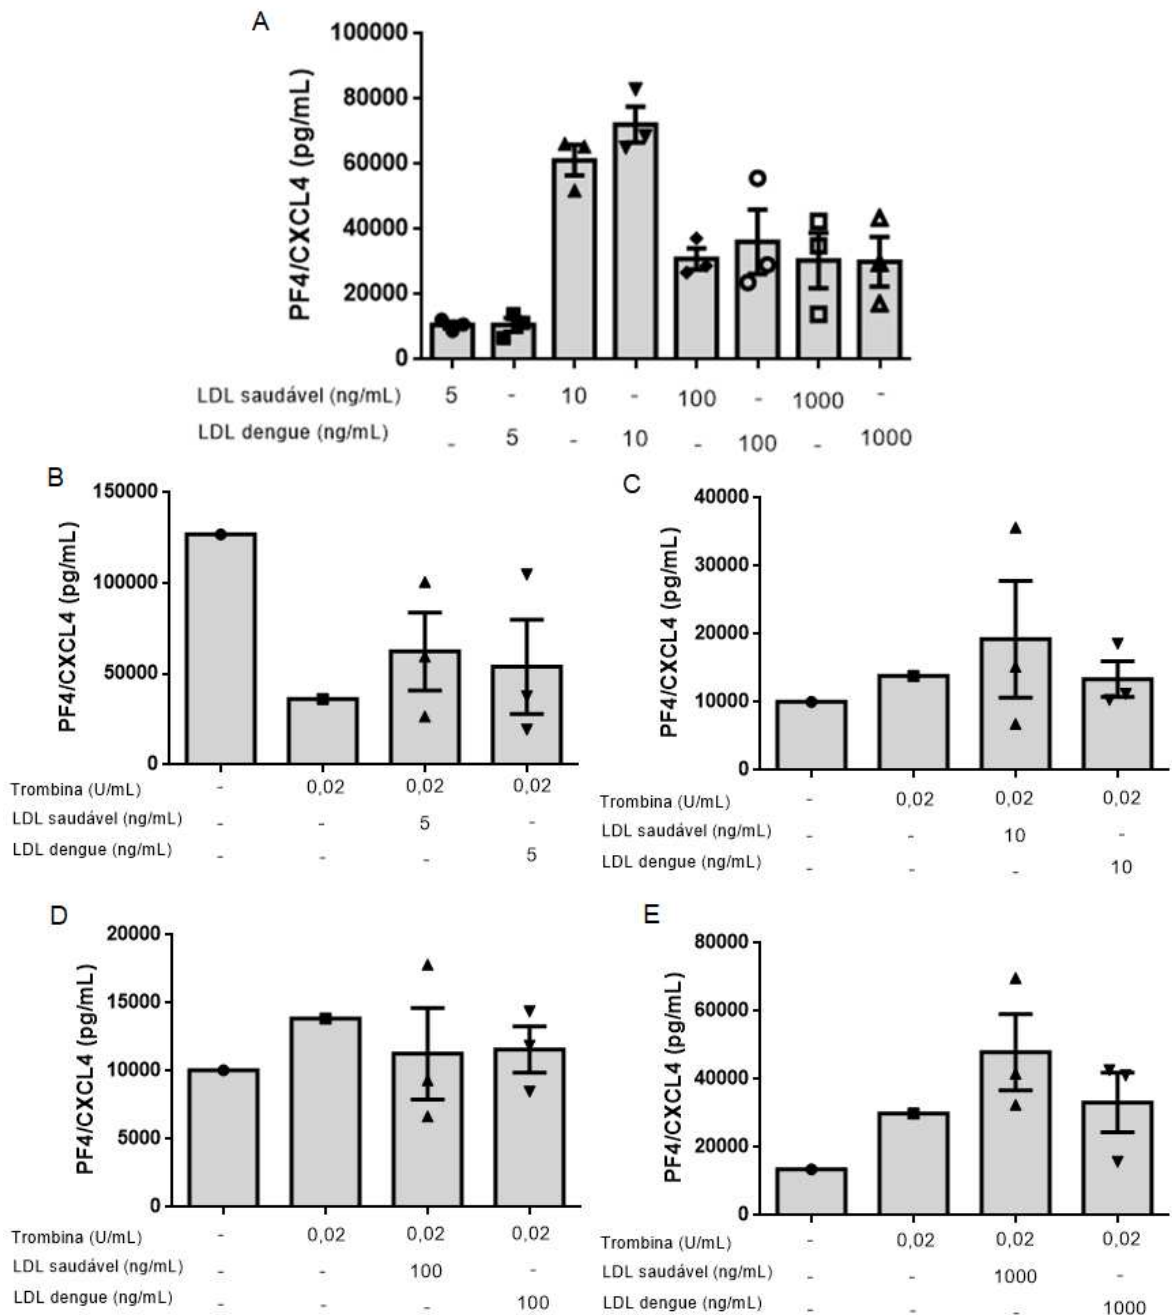 A
PF4/CXCL4 (pg/mL)
100000
80000
60000
40000
20000
0
LDL saudável (ng/mL) 5 - 10 - 100 - 1000 -
LDL dengue (ng/mL) - 5 - 10 - 100 - 1000
B
PF4/CXCL4 (pg/mL)
150000
100000
50000
0
Trombina (U/mL) - 0,02 0,02 0,02
LDL saudável (ng/mL) - - 5 -
LDL dengue (ng/mL) - - - 5
C
PF4/CXCL4 (pg/mL)
40000
30000
20000
10000
0
Trombina (U/mL) - 0,02 0,02 0,02
LDL saudável (ng/mL) - - 10 -
LDL dengue (ng/mL) - - - 10
D
PF4/CXCL4 (pg/mL)
20000
15000
10000
5000
0
Trombina (U/mL) - 0,02 0,02 0,02
LDL saudável (ng/mL) - - 100 -
LDL dengue (ng/mL) - - - 100
E
PF4/CXCL4 (pg/mL)
80000
60000
40000
20000
0
Trombina (U/mL) - 0,02 0,02 0,02
LDL saudável (ng/mL) - - 1000 -
LDL dengue (ng/mL) - - - 1000